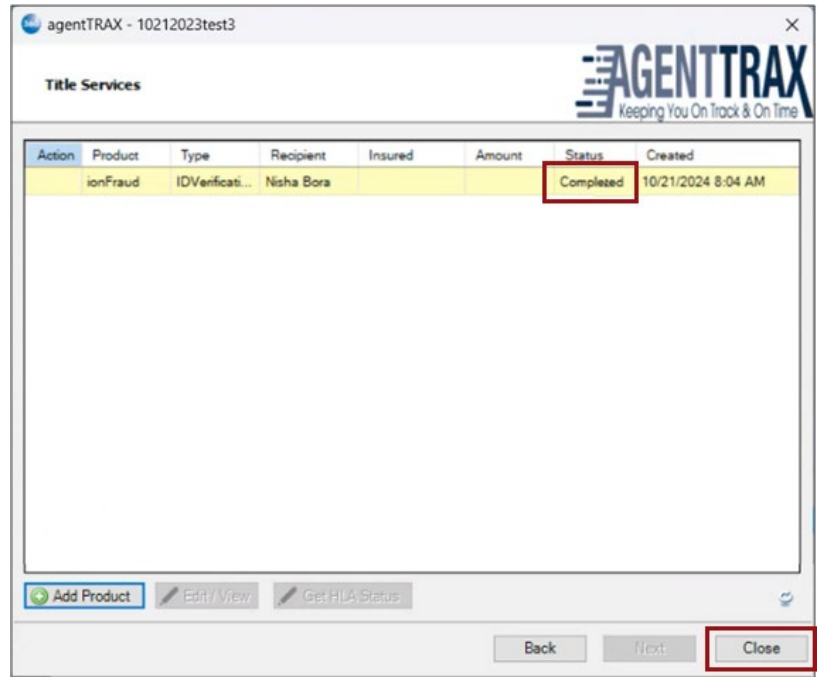 agentTRAX - 10212023test3
Title Services
AGENTTRAX
Keeping You On Track & On Time
Action Product Type Recipient Insured Amount Status Created
ionFraud IDVerificati... Nisha Bora Completed 10/21/2024 8:04 AM
Add Product Edit / View Get HLA Status
Back Next Close